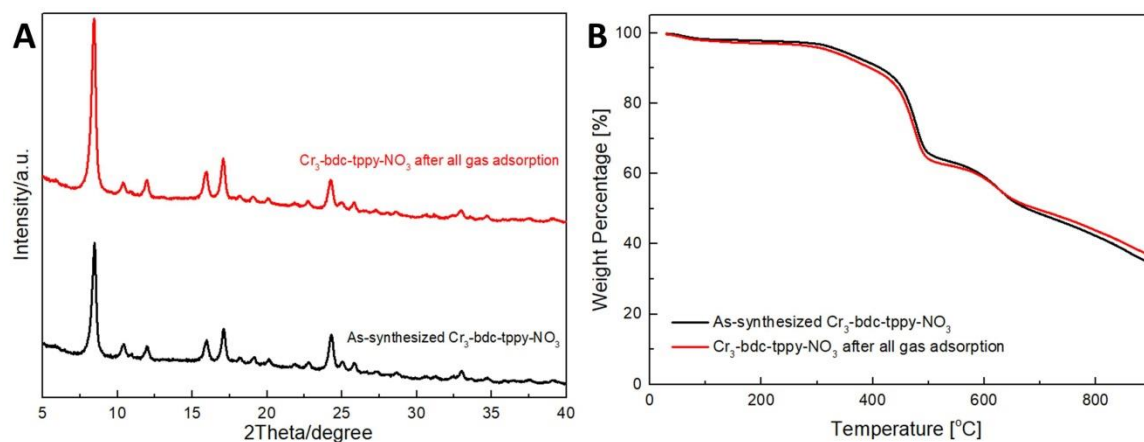 A
Intensity/a.u.
Cr₃-bdc-tppy-NO₃ after all gas adsorption
As-synthesized Cr₃-bdc-tppy-NO₃
5 10 15 20 25 30 35 40
2Theta/degree
B
Weight Percentage [%]
100
80
60
40
20
0
As-synthesized Cr₃-bdc-tppy-NO₃
Cr₃-bdc-tppy-NO₃ after all gas adsorption
0 200 400 600 800
Temperature [°C]